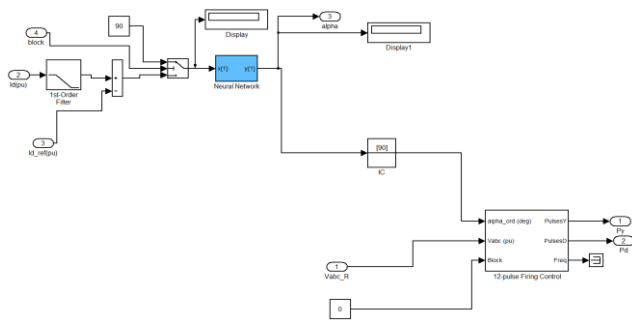 Display
3
alpha
4
block
90
Display1
2
Id(pu)
1st-Order
Filter
+
−
x{1}
y{1}
Neural Network
3
Id_ref(pu)
[90]
IC
alpha_ord (deg)
PulsesY
1
Py
Vabc (pu)
PulsesD
2
Pd
Block
Freq
12-pulse Firing Control
1
Vabc_R
0